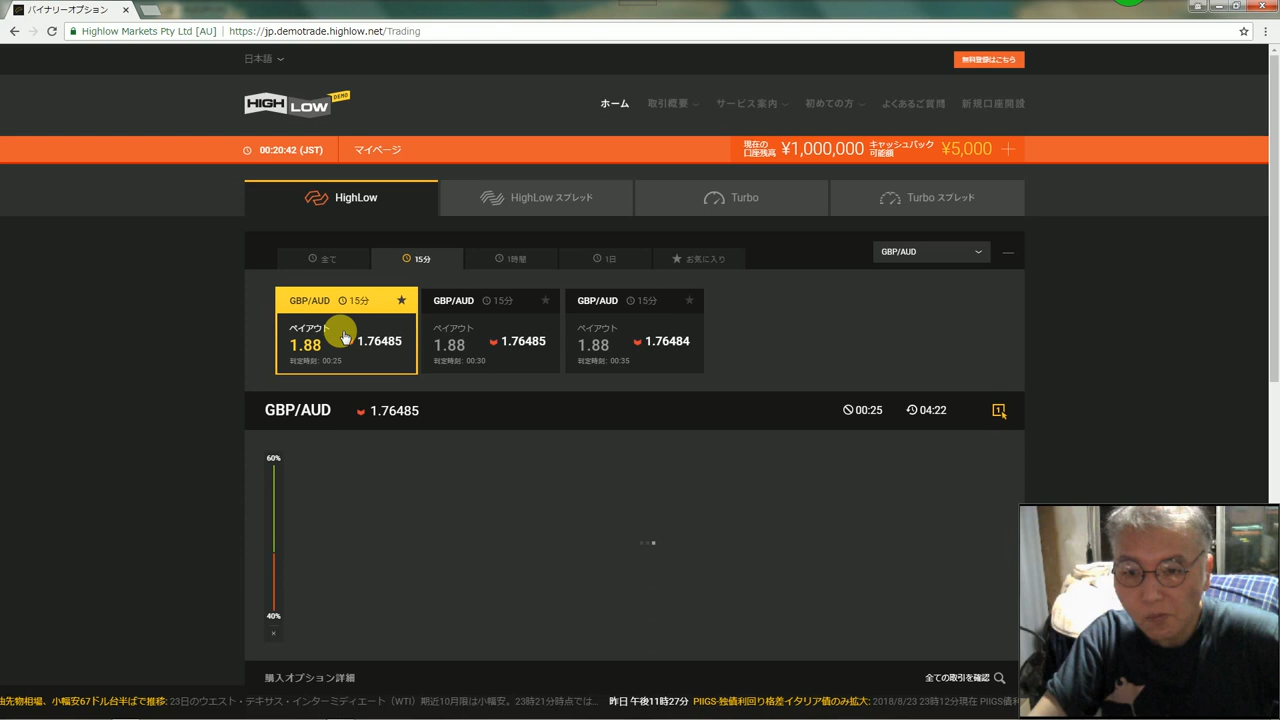 バイナリーオプション
Highlow Markets Pty Ltd [AU] https://jp.demotrade.highlow.net/Trading
日本語
無料登録はこちら
HIGH LOW DEMO
ホーム 取引概要 サービス案内 初めての方 よくあるご質問 新規口座開設
00:20:42 (JST) マイページ
現在の口座残高 ¥1,000,000 キャッシュバック可能額 ¥5,000
HighLow HighLow スプレッド Turbo Turbo スプレッド
全て 15分 1時間 1日 お気に入り GBP/AUD
GBP/AUD 15分 GBP/AUD 15分 GBP/AUD 15分
ペイアウト ペイアウト ペイアウト
1.88 1.76485 1.88 1.76485 1.88 1.76484
判定時刻: 00:25 判定時刻: 00:30 判定時刻: 00:35
GBP/AUD 1.76485 00:25 04:22 1
60%
40%
購入オプション詳細 全ての取引を確認
油先物相場、小幅安67ドル台半ばで推移: 23日のウエスト・テキサス・インターミディエート（WTI）期近10月限は小幅安。23時21分時点では... 昨日 午後11時27分 PIIGS-独債利回り格差イタリア債のみ拡大: 2018/8/23 23時12分現在 PIIGS債利